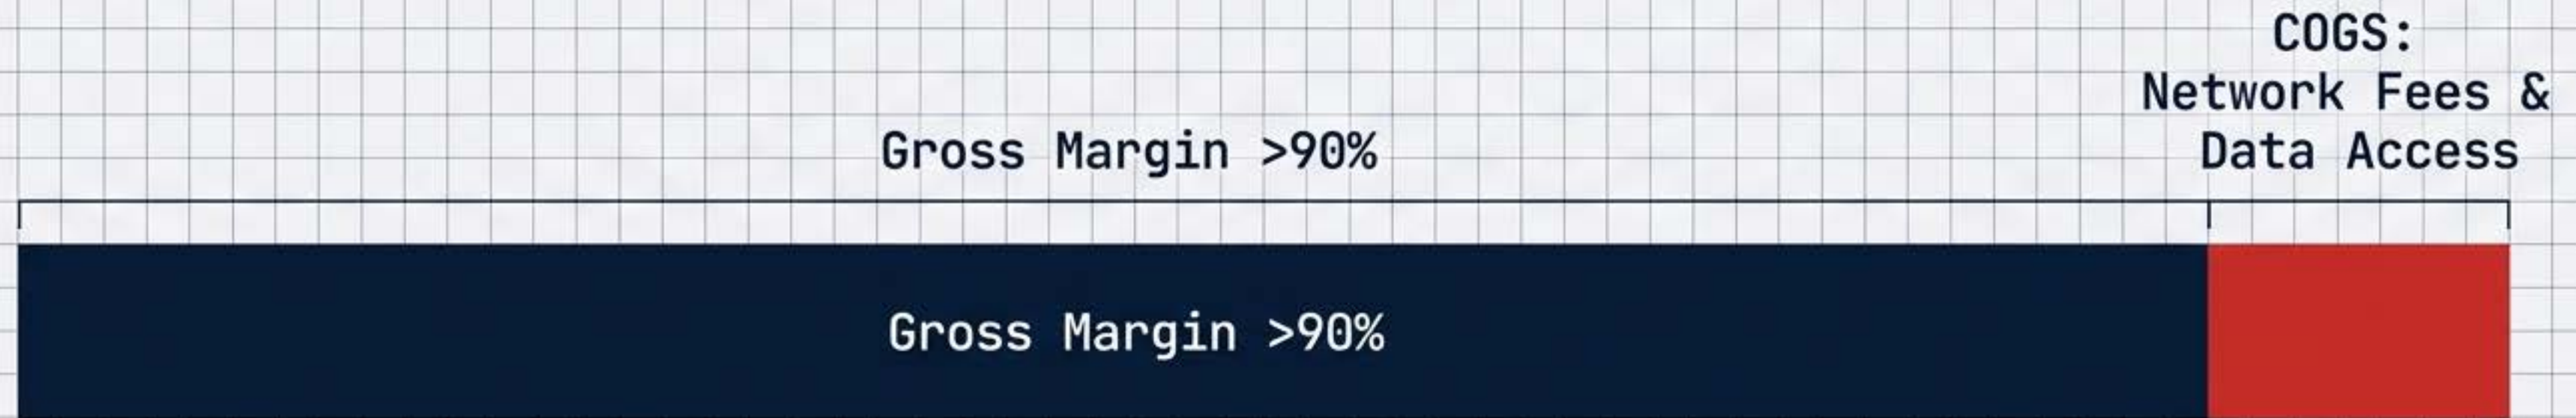 COGS:
Network Fees &
Data Access
Gross Margin >90%
Gross Margin >90%